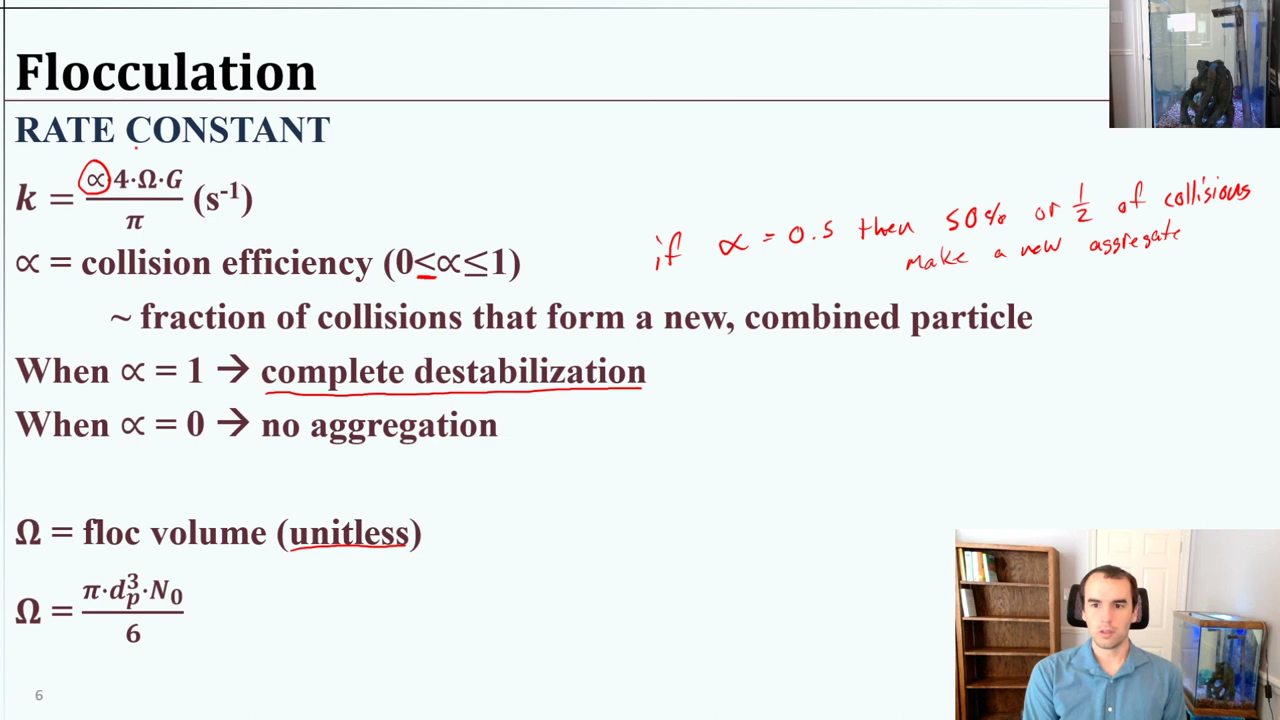 Flocculation
RATE CONSTANT
k = ∝·4·Ω·G / π (s⁻¹)
if ∝ = 0.5 then 50% or 1/2 of collisions
make a new aggregate
∝ = collision efficiency (0≤∝≤1)
~ fraction of collisions that form a new, combined particle
When ∝ = 1 → complete destabilization
When ∝ = 0 → no aggregation
Ω = floc volume (unitless)
Ω = π·d_p³·N₀ / 6
6